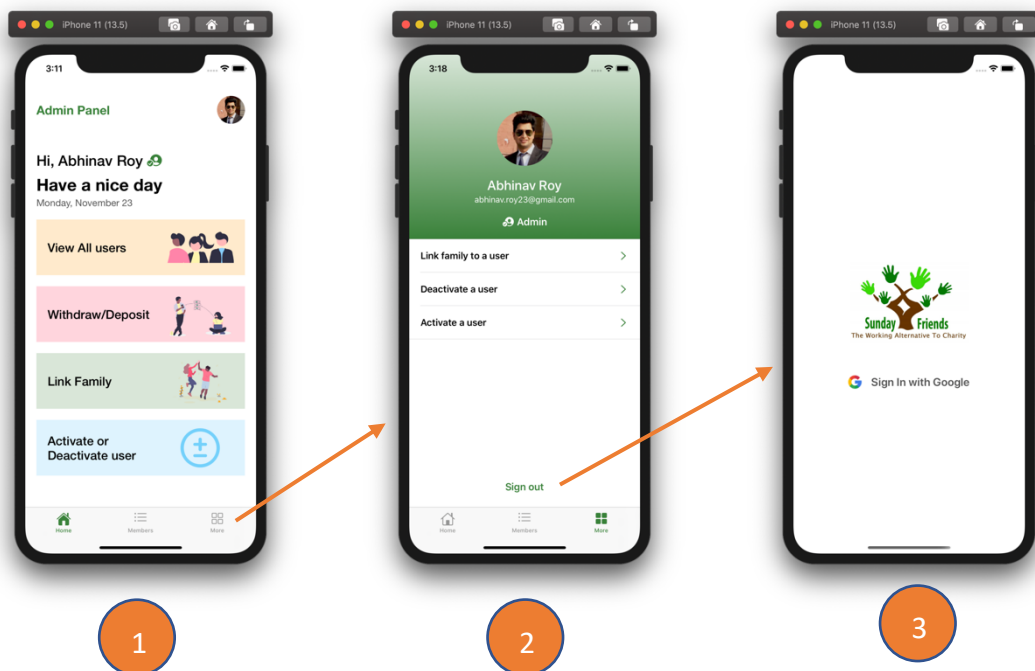 iPhone 11 (13.5)
3:11
Admin Panel
Hi, Abhinav Roy
Have a nice day
Monday, November 23
View All users
Withdraw/Deposit
Link Family
Activate or
Deactivate user
Home
Members
More
1
iPhone 11 (13.5)
3:18
Abhinav Roy
abhinav.roy23@gmail.com
Admin
Link family to a user
Deactivate a user
Activate a user
Sign out
Home
Members
More
2
iPhone 11 (13.5)
Sunday Friends
The Working Alternative To Charity
G Sign In with Google
3